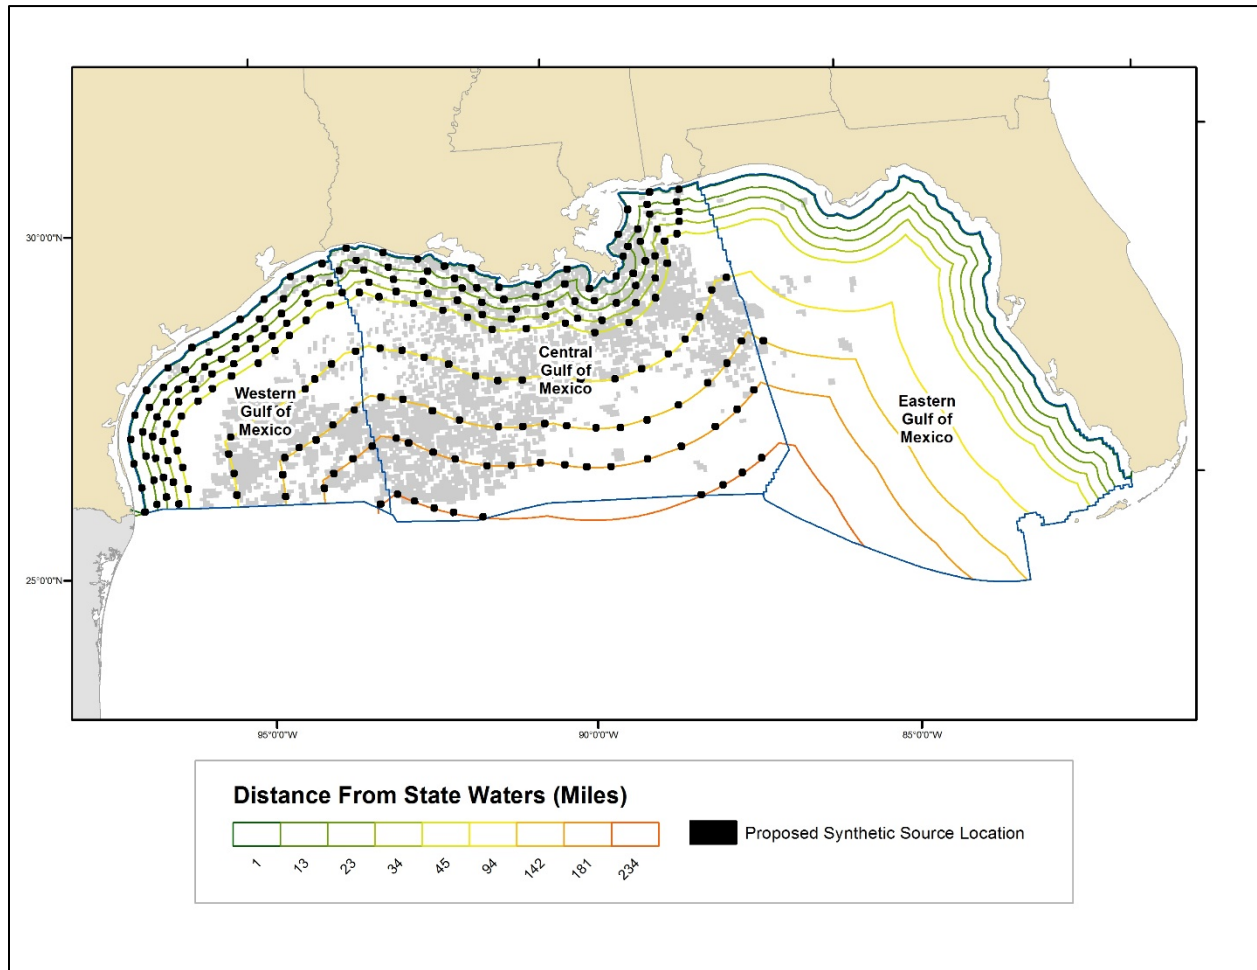 30°0'0"N
Central
Gulf of
Mexico
Western
Gulf of
Mexico
Eastern
Gulf of
Mexico
25°0'0"N
95°0'0"W
90°0'0"W
85°0'0"W
Distance From State Waters (Miles)
Proposed Synthetic Source Location
1
13
23
34
45
94
142
181
234